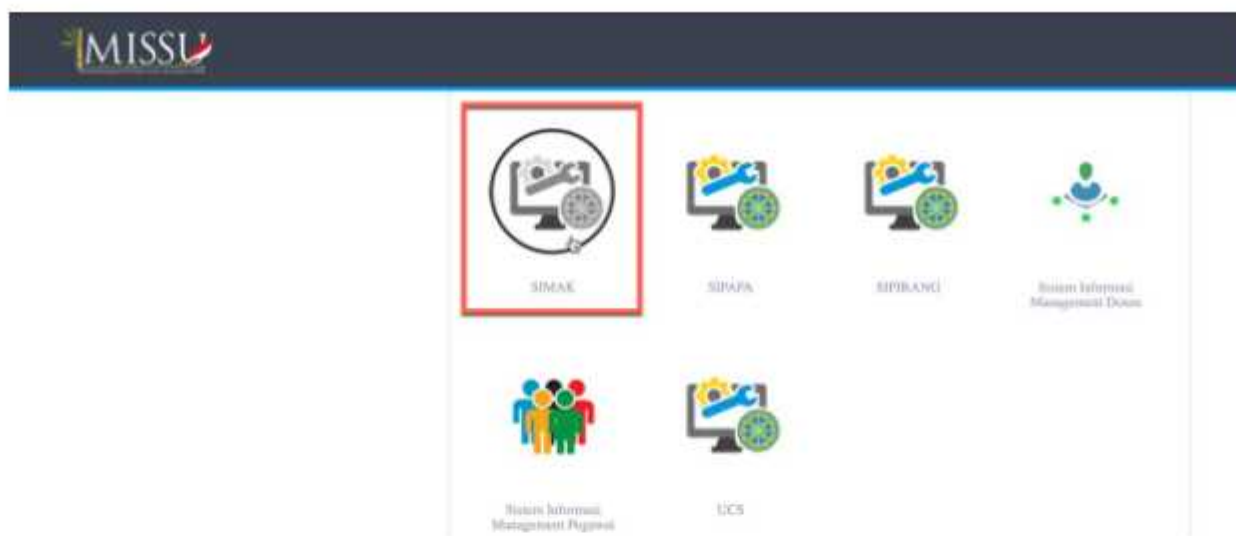 MISSU
SIMAK
SIPAPA
SIPIRANG
Sistem Informasi
Management Dosen
Sistem Informasi
Management Pegawai
UCS